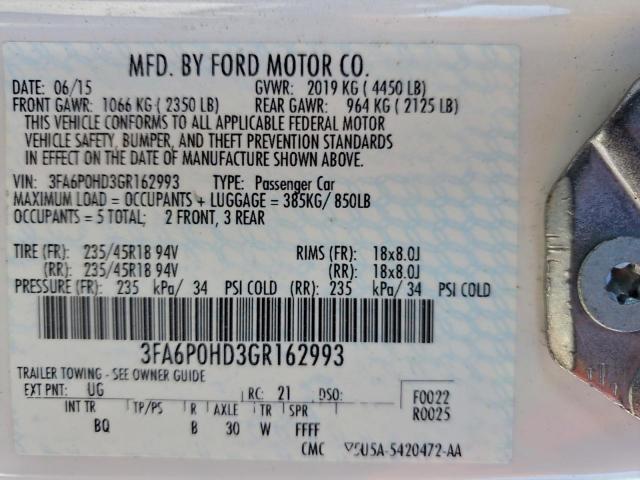 MFD. BY FORD MOTOR CO.
DATE: 06/15 GVWR: 2019 KG ( 4450 LB)
FRONT GAWR: 1066 KG ( 2350 LB) REAR GAWR: 964 KG ( 2125 LB)
THIS VEHICLE CONFORMS TO ALL APPLICABLE FEDERAL MOTOR
VEHICLE SAFETY, BUMPER, AND THEFT PREVENTION STANDARDS
IN EFFECT ON THE DATE OF MANUFACTURE SHOWN ABOVE.
VIN: 3FA6P0HD3GR162993 TYPE: Passenger Car
MAXIMUM LOAD = OCCUPANTS + LUGGAGE = 385KG/ 850LB
OCCUPANTS = 5 TOTAL; 2 FRONT, 3 REAR
TIRE (FR): 235/45R18 94V RIMS (FR): 18x8.0J
(RR): 235/45R18 94V (RR): 18x8.0J
PRESSURE (FR): 235 kPa/ 34 PSI COLD (RR): 235 kPa/ 34 PSI COLD
3FA6P0HD3GR162993
TRAILER TOWING - SEE OWNER GUIDE
EXT PNT: UG RC: 21 DSO: F0022
R0025
INT TR TP/PS R AXLE TR SPR
BQ B 30 W FFFF
CMC 5U5A-5420472-AA